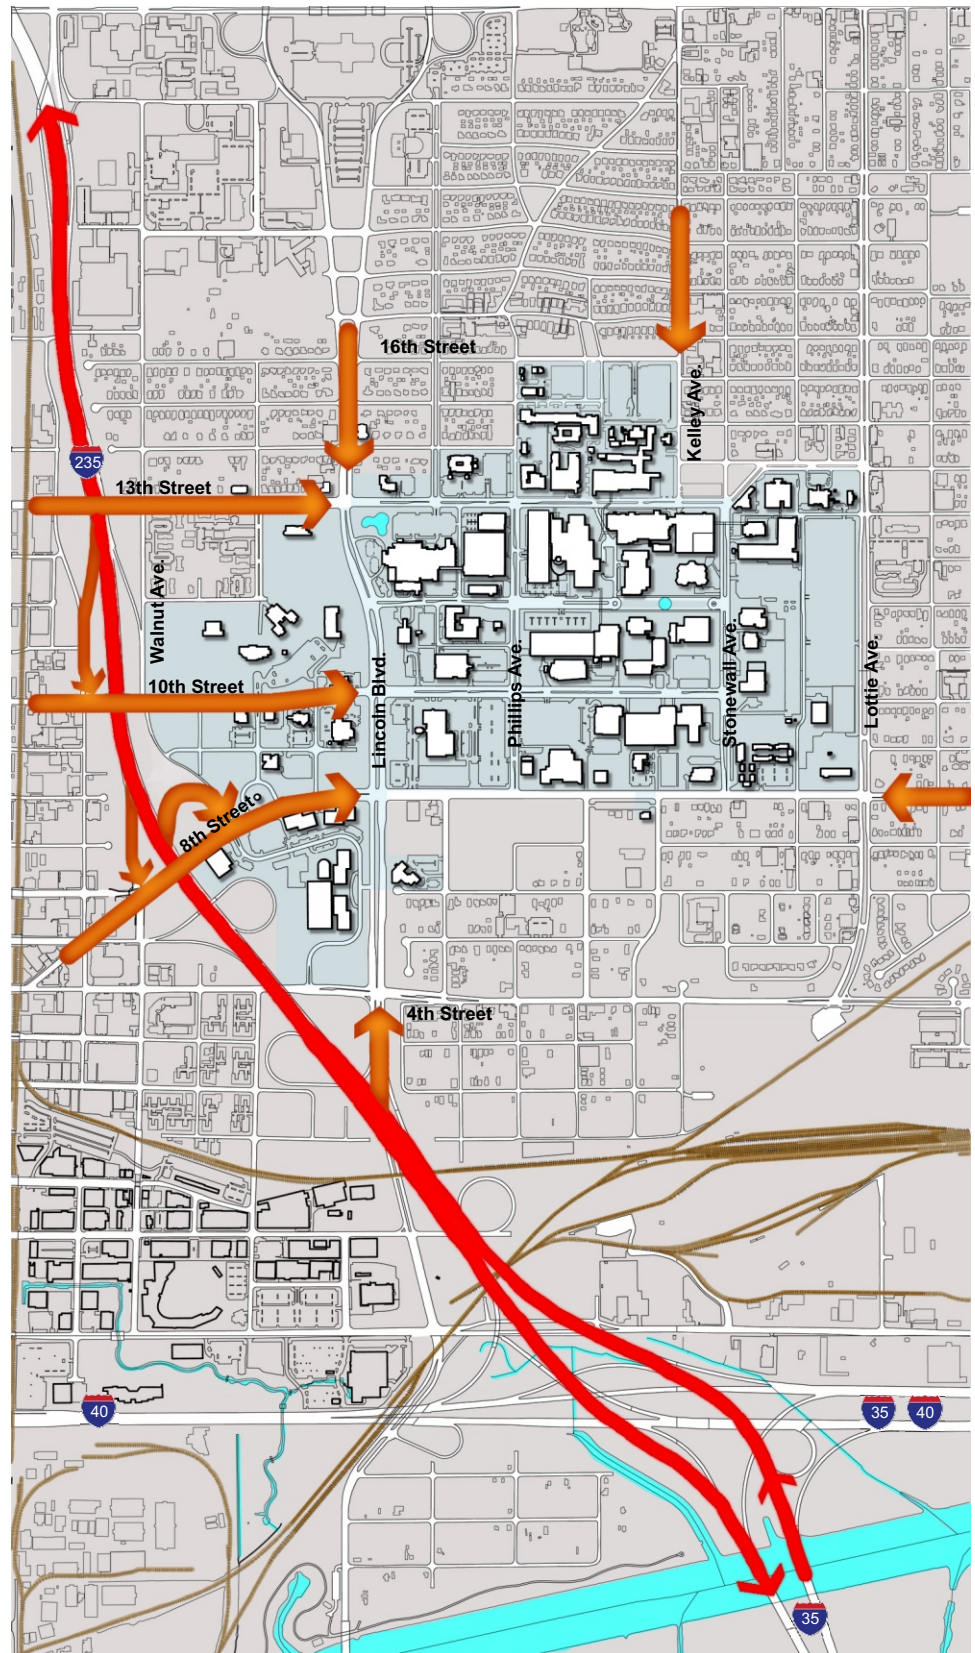 16th Street
Kelley Ave.
235
13th Street
Walnut Ave.
10th Street
Lincoln Blvd.
Phillips Ave.
Stonewall Ave.
Lottie Ave.
8th Street
4th Street
40
35
40
35